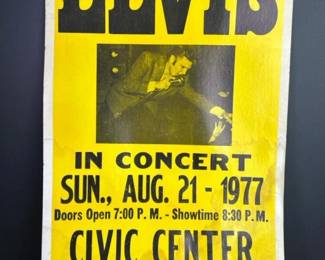 ELVIS
IN CONCERT
SUN., AUG. 21 - 1977
Doors Open 7:00 P. M. - Showtime 8:30 P. M.
CIVIC CENTER